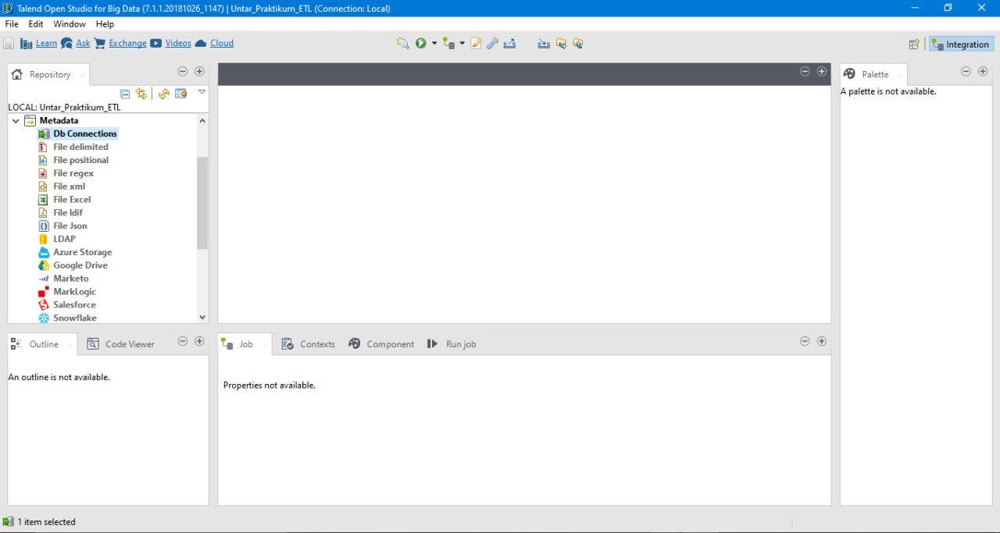 Talend Open Studio for Big Data (7.1.1.20181026_1147) | Untar_Praktikum_ETL (Connection: Local)
File Edit Window Help
Learn Ask Exchange Videos Cloud
Integration
Repository
LOCAL: Untar_Praktikum_ETL
Metadata
Db Connections
File delimited
File positional
File regex
File xml
File Excel
File ldif
File Json
LDAP
Azure Storage
Google Drive
Marketo
MarkLogic
Salesforce
Snowflake
Palette
A palette is not available.
Outline Code Viewer
An outline is not available.
Job Contexts Component Run job
Properties not available.
1 item selected